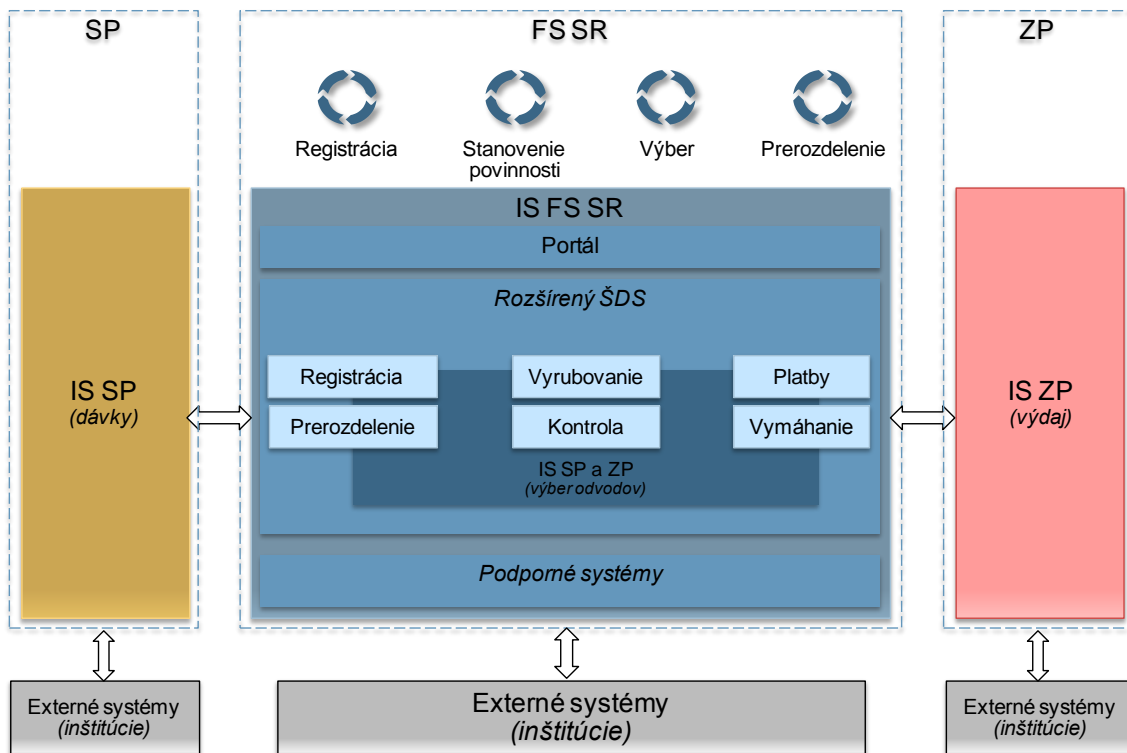 SP
FS SR
ZP
Registrácia
Stanovenie
povinnosti
Výber
Prerozdelenie
IS FS SR
Portál
Rozšírený ŠDS
Registrácia
Vyrubovanie
Platby
Prerozdelenie
Kontrola
Vymáhanie
IS SP a ZP
(výber odvodov)
Podporné systémy
IS SP
(dávky)
IS ZP
(výdaj)
Externé systémy
(inštitúcie)
Externé systémy
(inštitúcie)
Externé systémy
(inštitúcie)